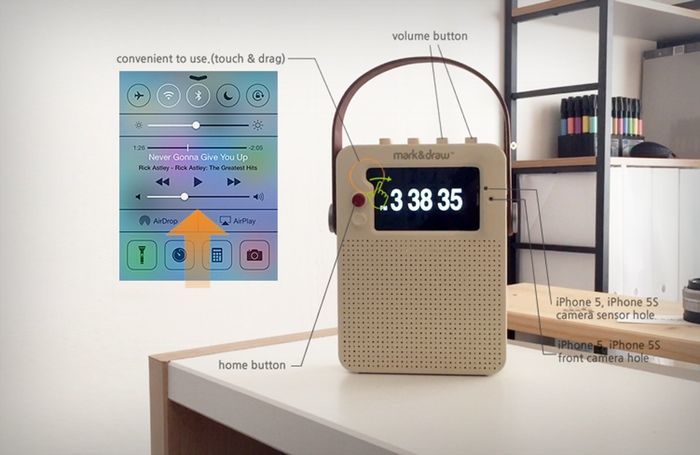 volume button
convenient to use.(touch & drag)
1:26
-2:05
Never Gonna Give You Up
Rick Astley - Rick Astley: The Greatest Hits
AirDrop
AirPlay
mark&draw™
PM 3 38 35
iPhone 5, iPhone 5S
camera sensor hole
iPhone 5, iPhone 5S
front camera hole
home button